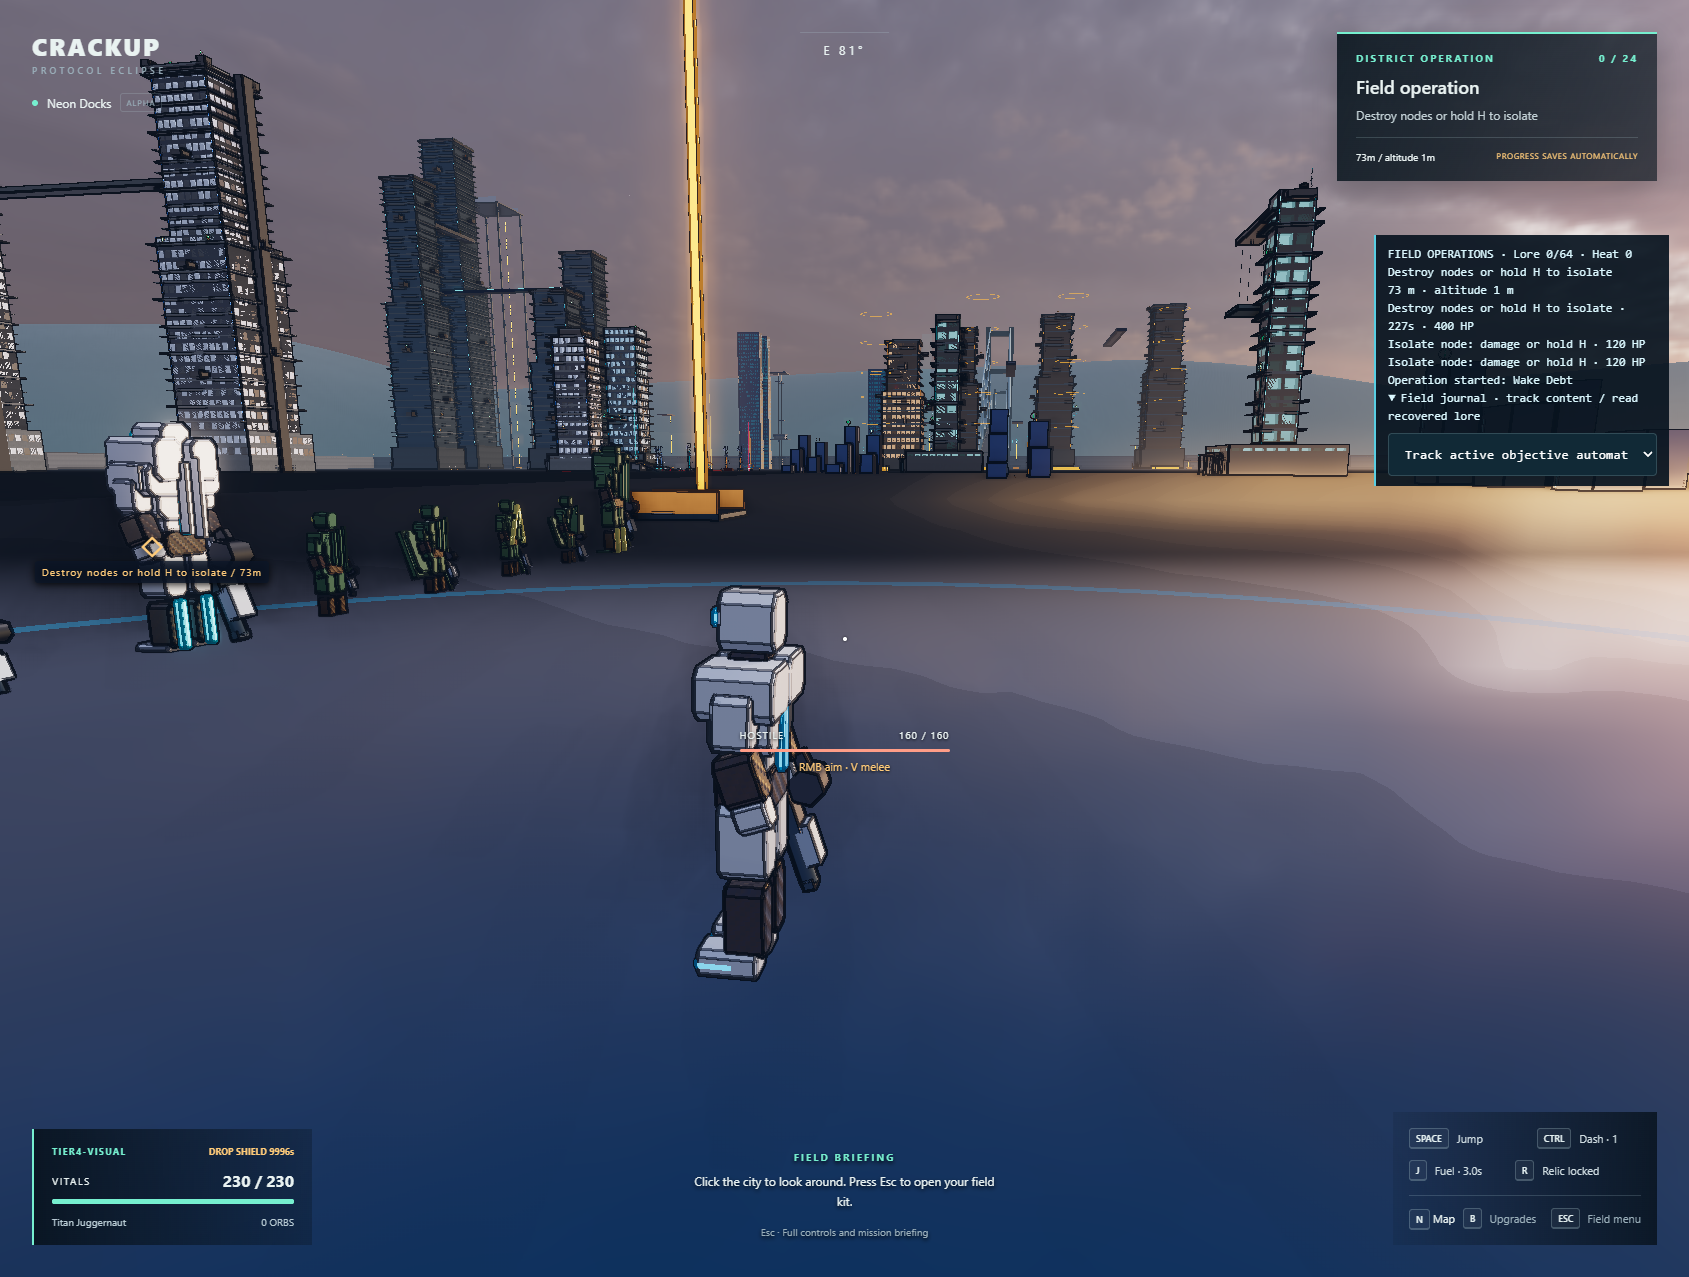 CRACKUP
PROTOCOL ECLIPSE
Neon Docks ALPHA
E 81°
DISTRICT OPERATION 0 / 24
Field operation
Destroy nodes or hold H to isolate
73m / altitude 1m PROGRESS SAVES AUTOMATICALLY
FIELD OPERATIONS · Lore 0/64 · Heat 0
Destroy nodes or hold H to isolate
73 m · altitude 1 m
Destroy nodes or hold H to isolate ·
227s · 400 HP
Isolate node: damage or hold H · 120 HP
Isolate node: damage or hold H · 120 HP
Operation started: Wake Debt
▼ Field journal · track content / read
recovered lore
Track active objective automat
Destroy nodes or hold H to isolate / 73m
HOSTILE 160 / 160
RMB aim · V melee
TIER4-VISUAL DROP SHIELD 9996s
VITALS 230 / 230
Titan Juggernaut 0 ORBS
FIELD BRIEFING
Click the city to look around. Press Esc to open your field
kit.
Esc · Full controls and mission briefing
SPACE Jump CTRL Dash · 1
J Fuel · 3.0s R Relic locked
N Map B Upgrades ESC Field menu